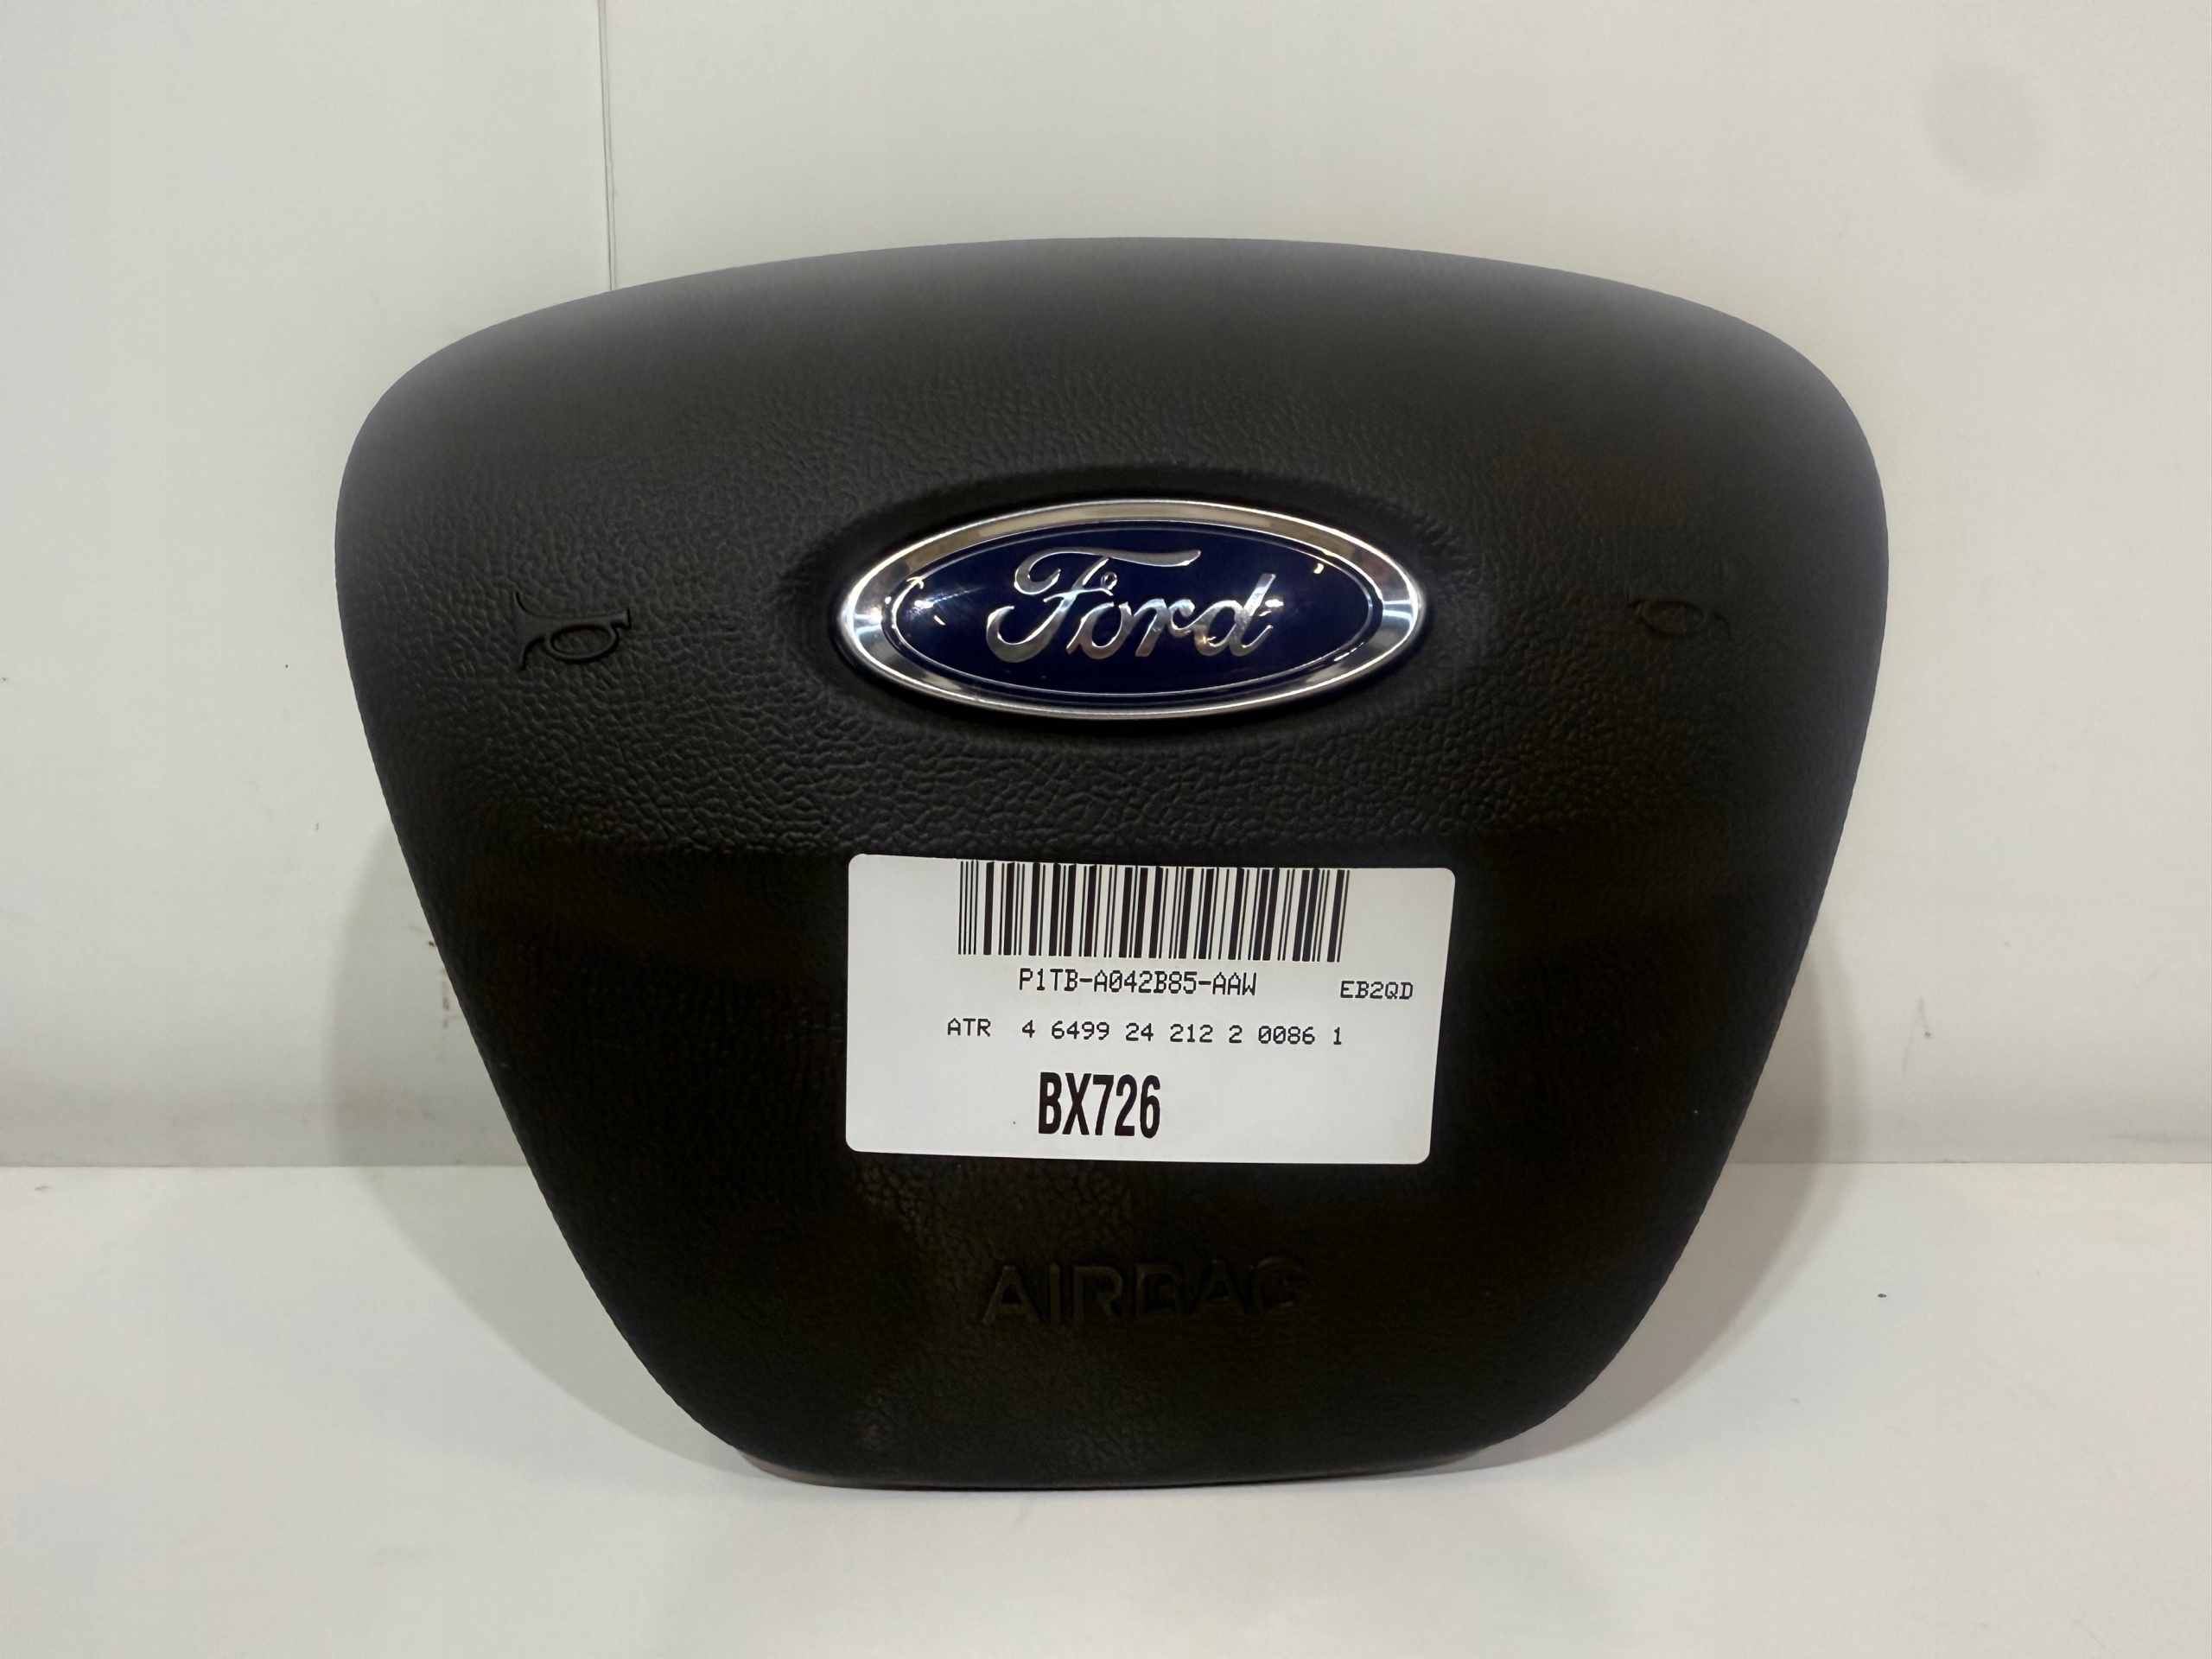 Ford
P1TB-A042B85-AAW EB2QD
ATR 4 6499 24 212 2 0086 1
BX726
AIRBAG